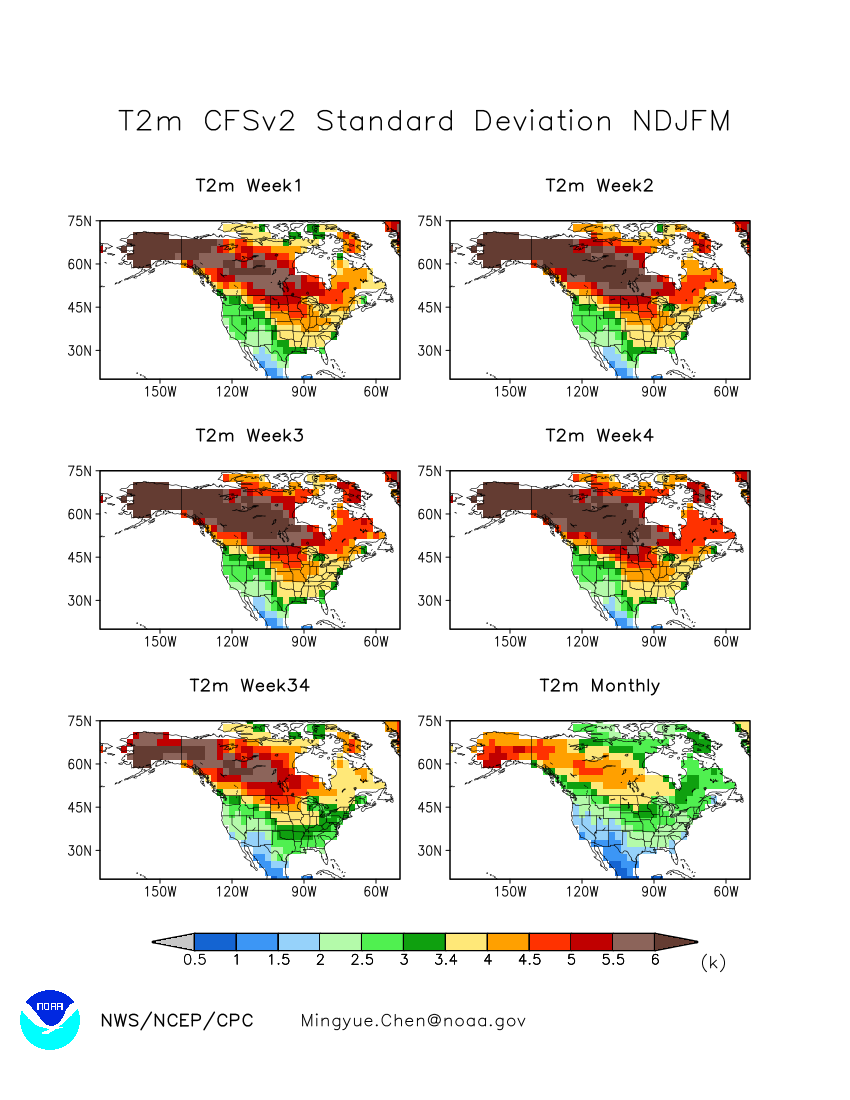 T2m CFSv2 Standard Deviation NDJFM
T2m Week1
T2m Week2
75N
60N
45N
30N
150W 120W 90W 60W
75N
60N
45N
30N
150W 120W 90W 60W
T2m Week3
T2m Week4
75N
60N
45N
30N
150W 120W 90W 60W
75N
60N
45N
30N
150W 120W 90W 60W
T2m Week34
T2m Monthly
75N
60N
45N
30N
150W 120W 90W 60W
75N
60N
45N
30N
150W 120W 90W 60W
0.5 1 1.5 2 2.5 3 3.4 4 4.5 5 5.5 6 (k)
NOAA
NWS/NCEP/CPC Mingyue.Chen@noaa.gov